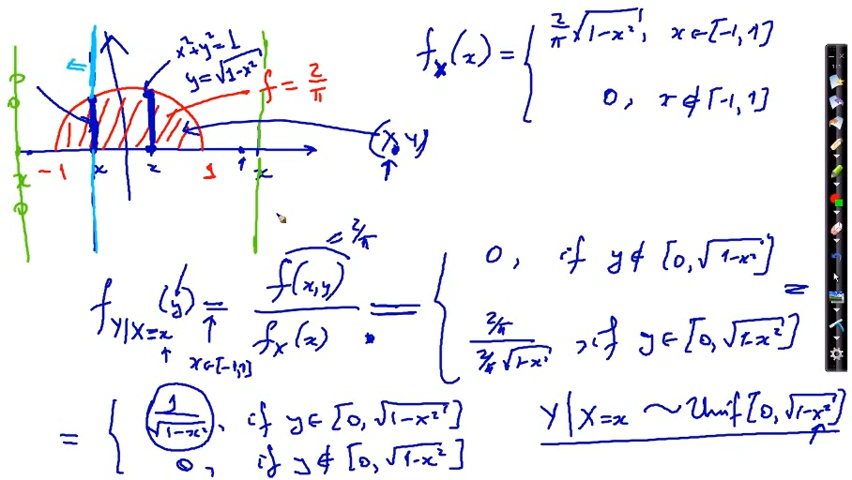 x²+y²=1
y=√1-x²
f = 2/π
(X,Y)
-1 x x 1 1 x
x
f_X(x) = { 2/π √1-x², x∈[-1,1]
0, x∉[-1,1]
f_{Y|X=x}(y) = f(x,y)/f_X(x) = { 0, if y∉[0,√1-x²]
= 2/π
x∈[-1,1]
(2/π)/(2/π √1-x²), if y∈[0,√1-x²] =
= { 1/√1-x², if y∈[0,√1-x²]
0, if y∉[0,√1-x²]
Y|X=x ~ Unif[0,√1-x²]